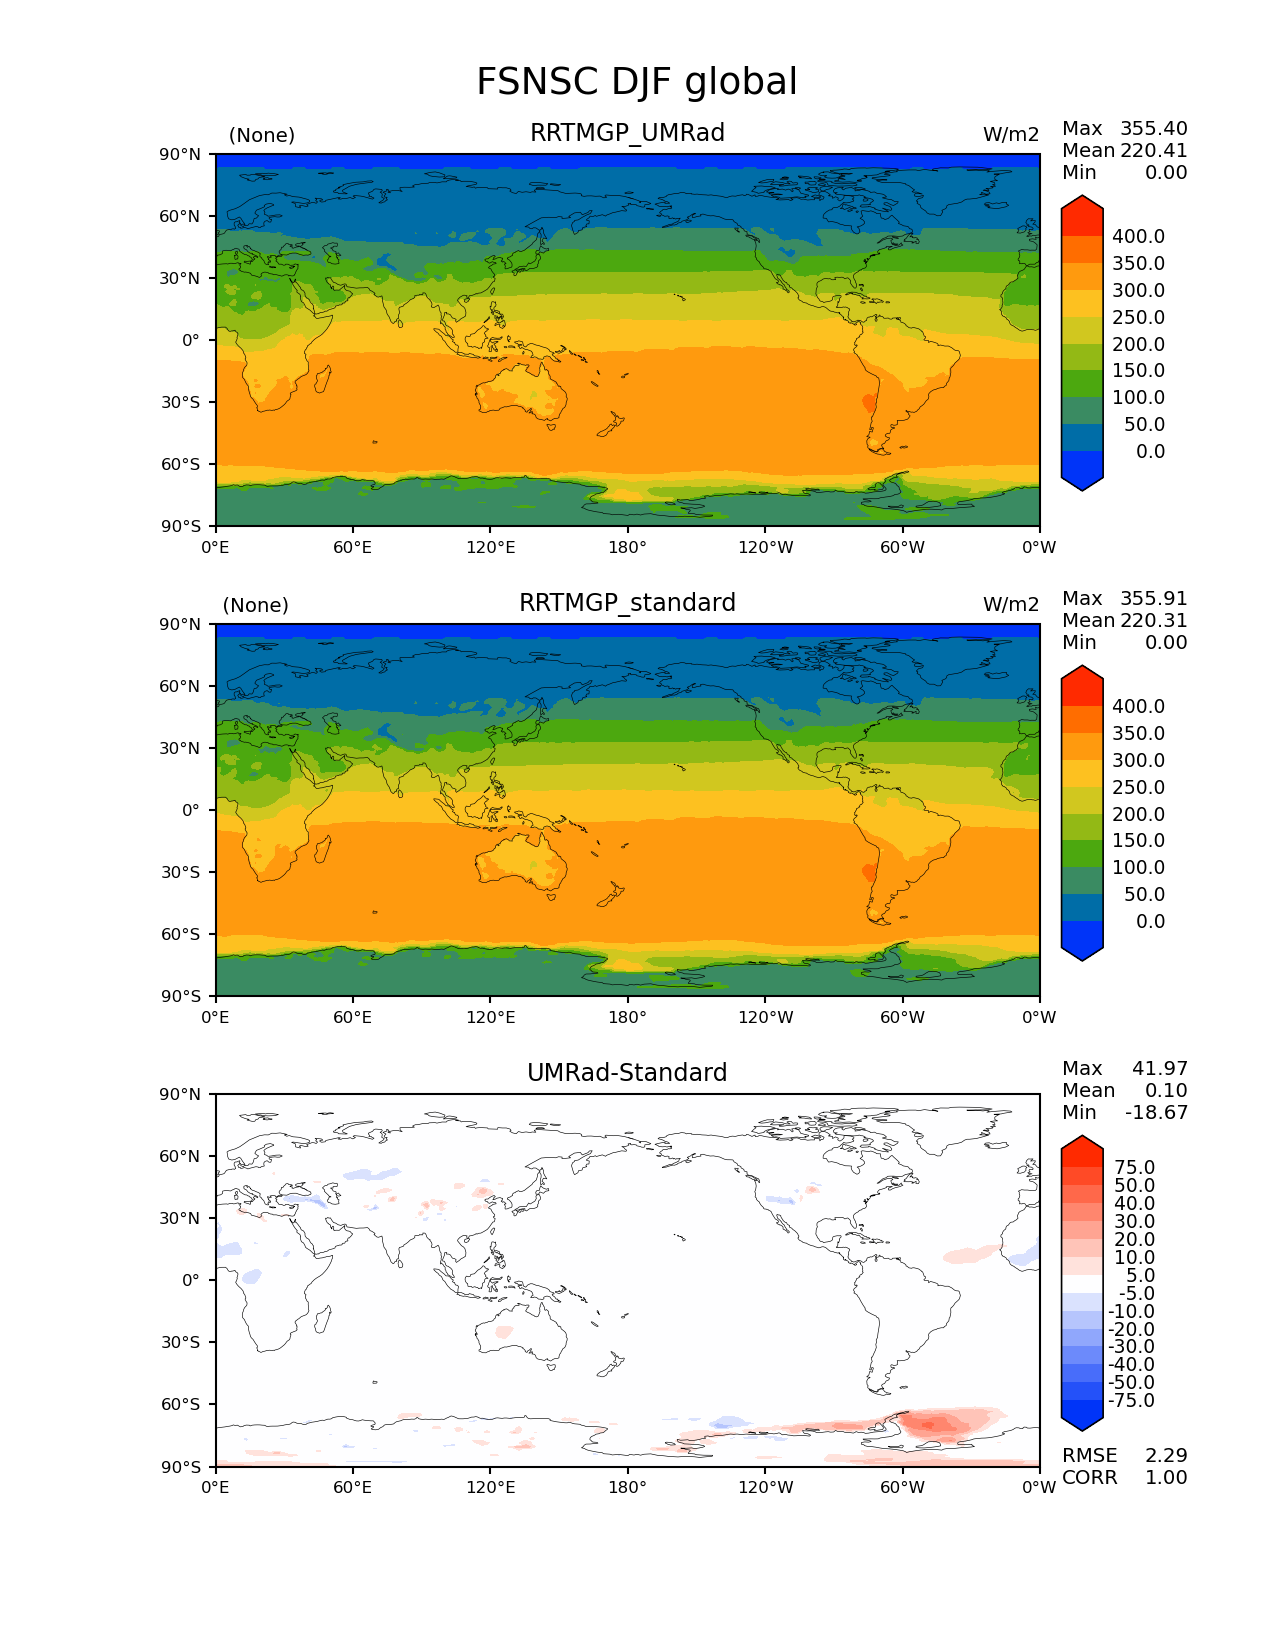 FSNSC DJF global
(None) RRTMGP_UMRad W/m2
Max 355.40
Mean 220.41
Min 0.00
90°N
60°N
30°N
0°
30°S
60°S
90°S
0°E 60°E 120°E 180° 120°W 60°W 0°W
400.0
350.0
300.0
250.0
200.0
150.0
100.0
50.0
0.0
(None) RRTMGP_standard W/m2
Max 355.91
Mean 220.31
Min 0.00
90°N
60°N
30°N
0°
30°S
60°S
90°S
0°E 60°E 120°E 180° 120°W 60°W 0°W
400.0
350.0
300.0
250.0
200.0
150.0
100.0
50.0
0.0
UMRad-Standard
Max 41.97
Mean 0.10
Min -18.67
90°N
60°N
30°N
0°
30°S
60°S
90°S
0°E 60°E 120°E 180° 120°W 60°W 0°W
75.0
50.0
40.0
30.0
20.0
10.0
5.0
-5.0
-10.0
-20.0
-30.0
-40.0
-50.0
-75.0
RMSE 2.29
CORR 1.00